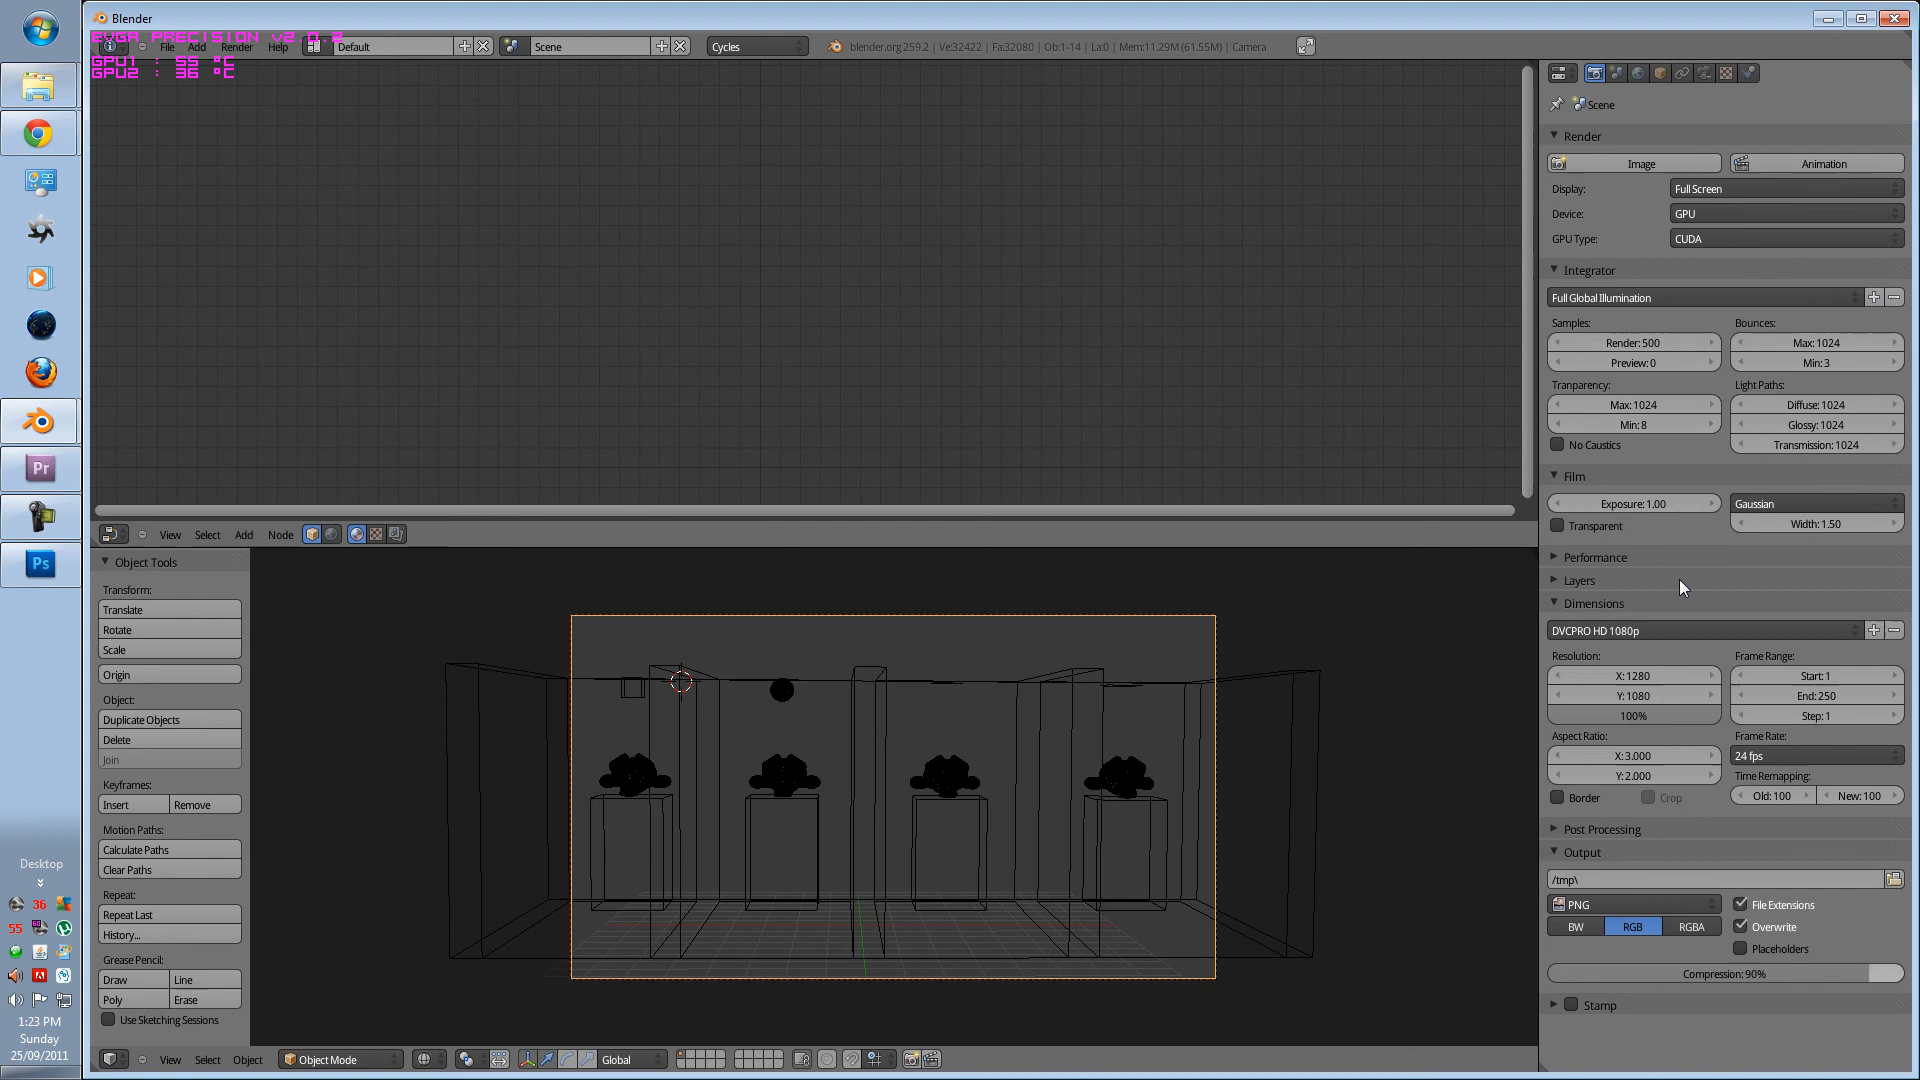 Blender
EVGA PRECISION v2.0.2
File Add Render Help Default Scene Cycles blender.org 259.2 | Ve:32422 | Fa:32080 | Ob:1-14 | La:0 | Mem:11.29M (61.55M) | Camera
GPU1 : 55 °C
GPU2 : 36 °C
Scene
Render
Image Animation
Display: Full Screen
Device: GPU
GPU Type: CUDA
Integrator
Full Global Illumination
Samples: Bounces:
Render: 500 Max: 1024
Preview: 0 Min: 3
Tranparency: Light Paths:
Max: 1024 Diffuse: 1024
Min: 8 Glossy: 1024
No Caustics Transmission: 1024
Film
Exposure: 1.00 Gaussian
Transparent Width: 1.50
Performance
Layers
Dimensions
DVCPRO HD 1080p
Resolution: Frame Range:
X: 1280 Start: 1
Y: 1080 End: 250
100% Step: 1
Aspect Ratio: Frame Rate:
X: 3.000 24 fps
Y: 2.000 Time Remapping:
Border Crop Old: 100 New: 100
Post Processing
Output
/tmp\
PNG File Extensions
BW RGB RGBA Overwrite
Placeholders
Compression: 90%
Stamp
View Select Add Node
Object Tools
Transform:
Translate
Rotate
Scale
Origin
Object:
Duplicate Objects
Delete
Join
Keyframes:
Insert Remove
Motion Paths:
Calculate Paths
Clear Paths
Repeat:
Repeat Last
History...
Grease Pencil:
Draw Line
Poly Erase
Use Sketching Sessions
View Select Object Object Mode Global
Pr
Ps
Desktop
36
55
1:23 PM
Sunday
25/09/2011